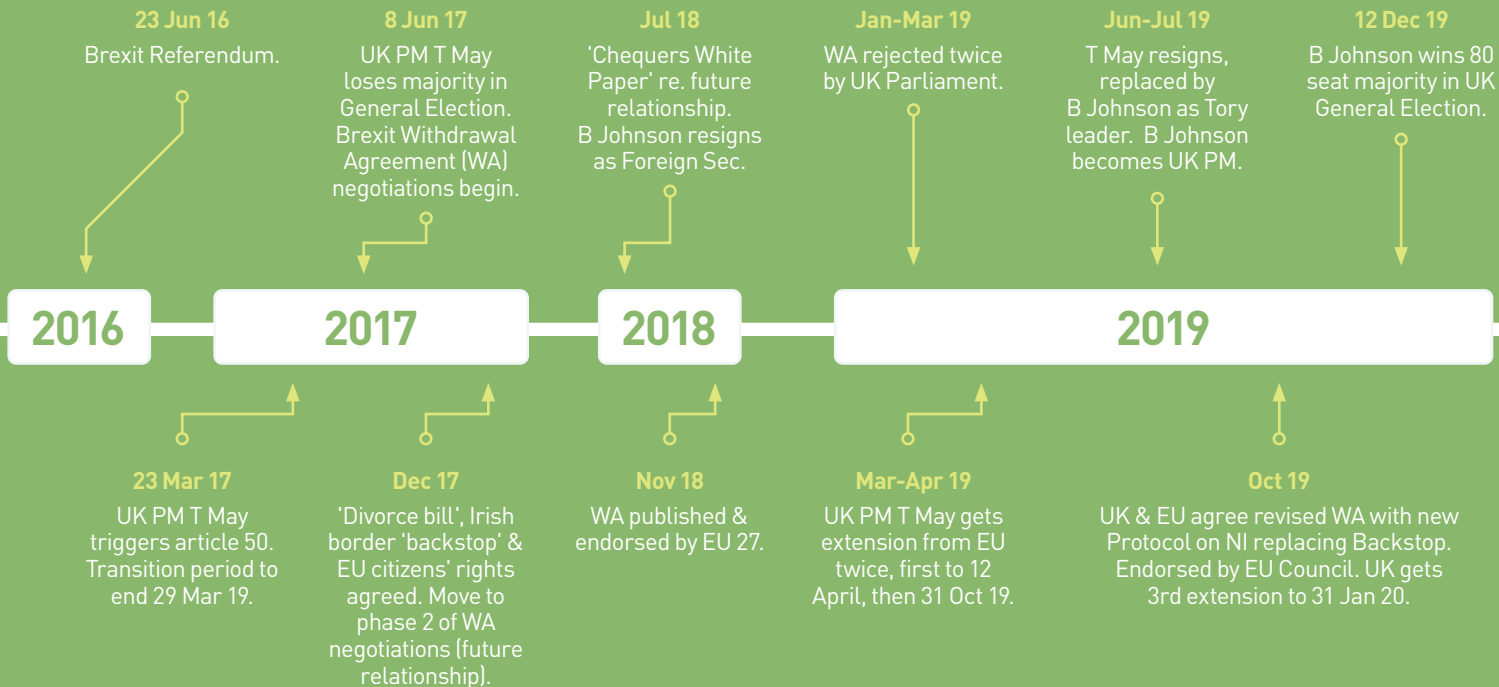 23 Jun 16
Brexit Referendum.
8 Jun 17
UK PM T May
loses majority in
General Election.
Brexit Withdrawal
Agreement (WA)
negotiations begin.
Jul 18
'Chequers White
Paper' re. future
relationship.
B Johnson resigns
as Foreign Sec.
Jan-Mar 19
WA rejected twice
by UK Parliament.
Jun-Jul 19
T May resigns,
replaced by
B Johnson as Tory
leader. B Johnson
becomes UK PM.
12 Dec 19
B Johnson wins 80
seat majority in UK
General Election.
2016
2017
2018
2019
23 Mar 17
UK PM T May
triggers article 50.
Transition period to
end 29 Mar 19.
Dec 17
'Divorce bill', Irish
border 'backstop' &
EU citizens' rights
agreed. Move to
phase 2 of WA
negotiations (future
relationship).
Nov 18
WA published &
endorsed by EU 27.
Mar-Apr 19
UK PM T May gets
extension from EU
twice, first to 12
April, then 31 Oct 19.
Oct 19
UK & EU agree revised WA with new
Protocol on NI replacing Backstop.
Endorsed by EU Council. UK gets
3rd extension to 31 Jan 20.